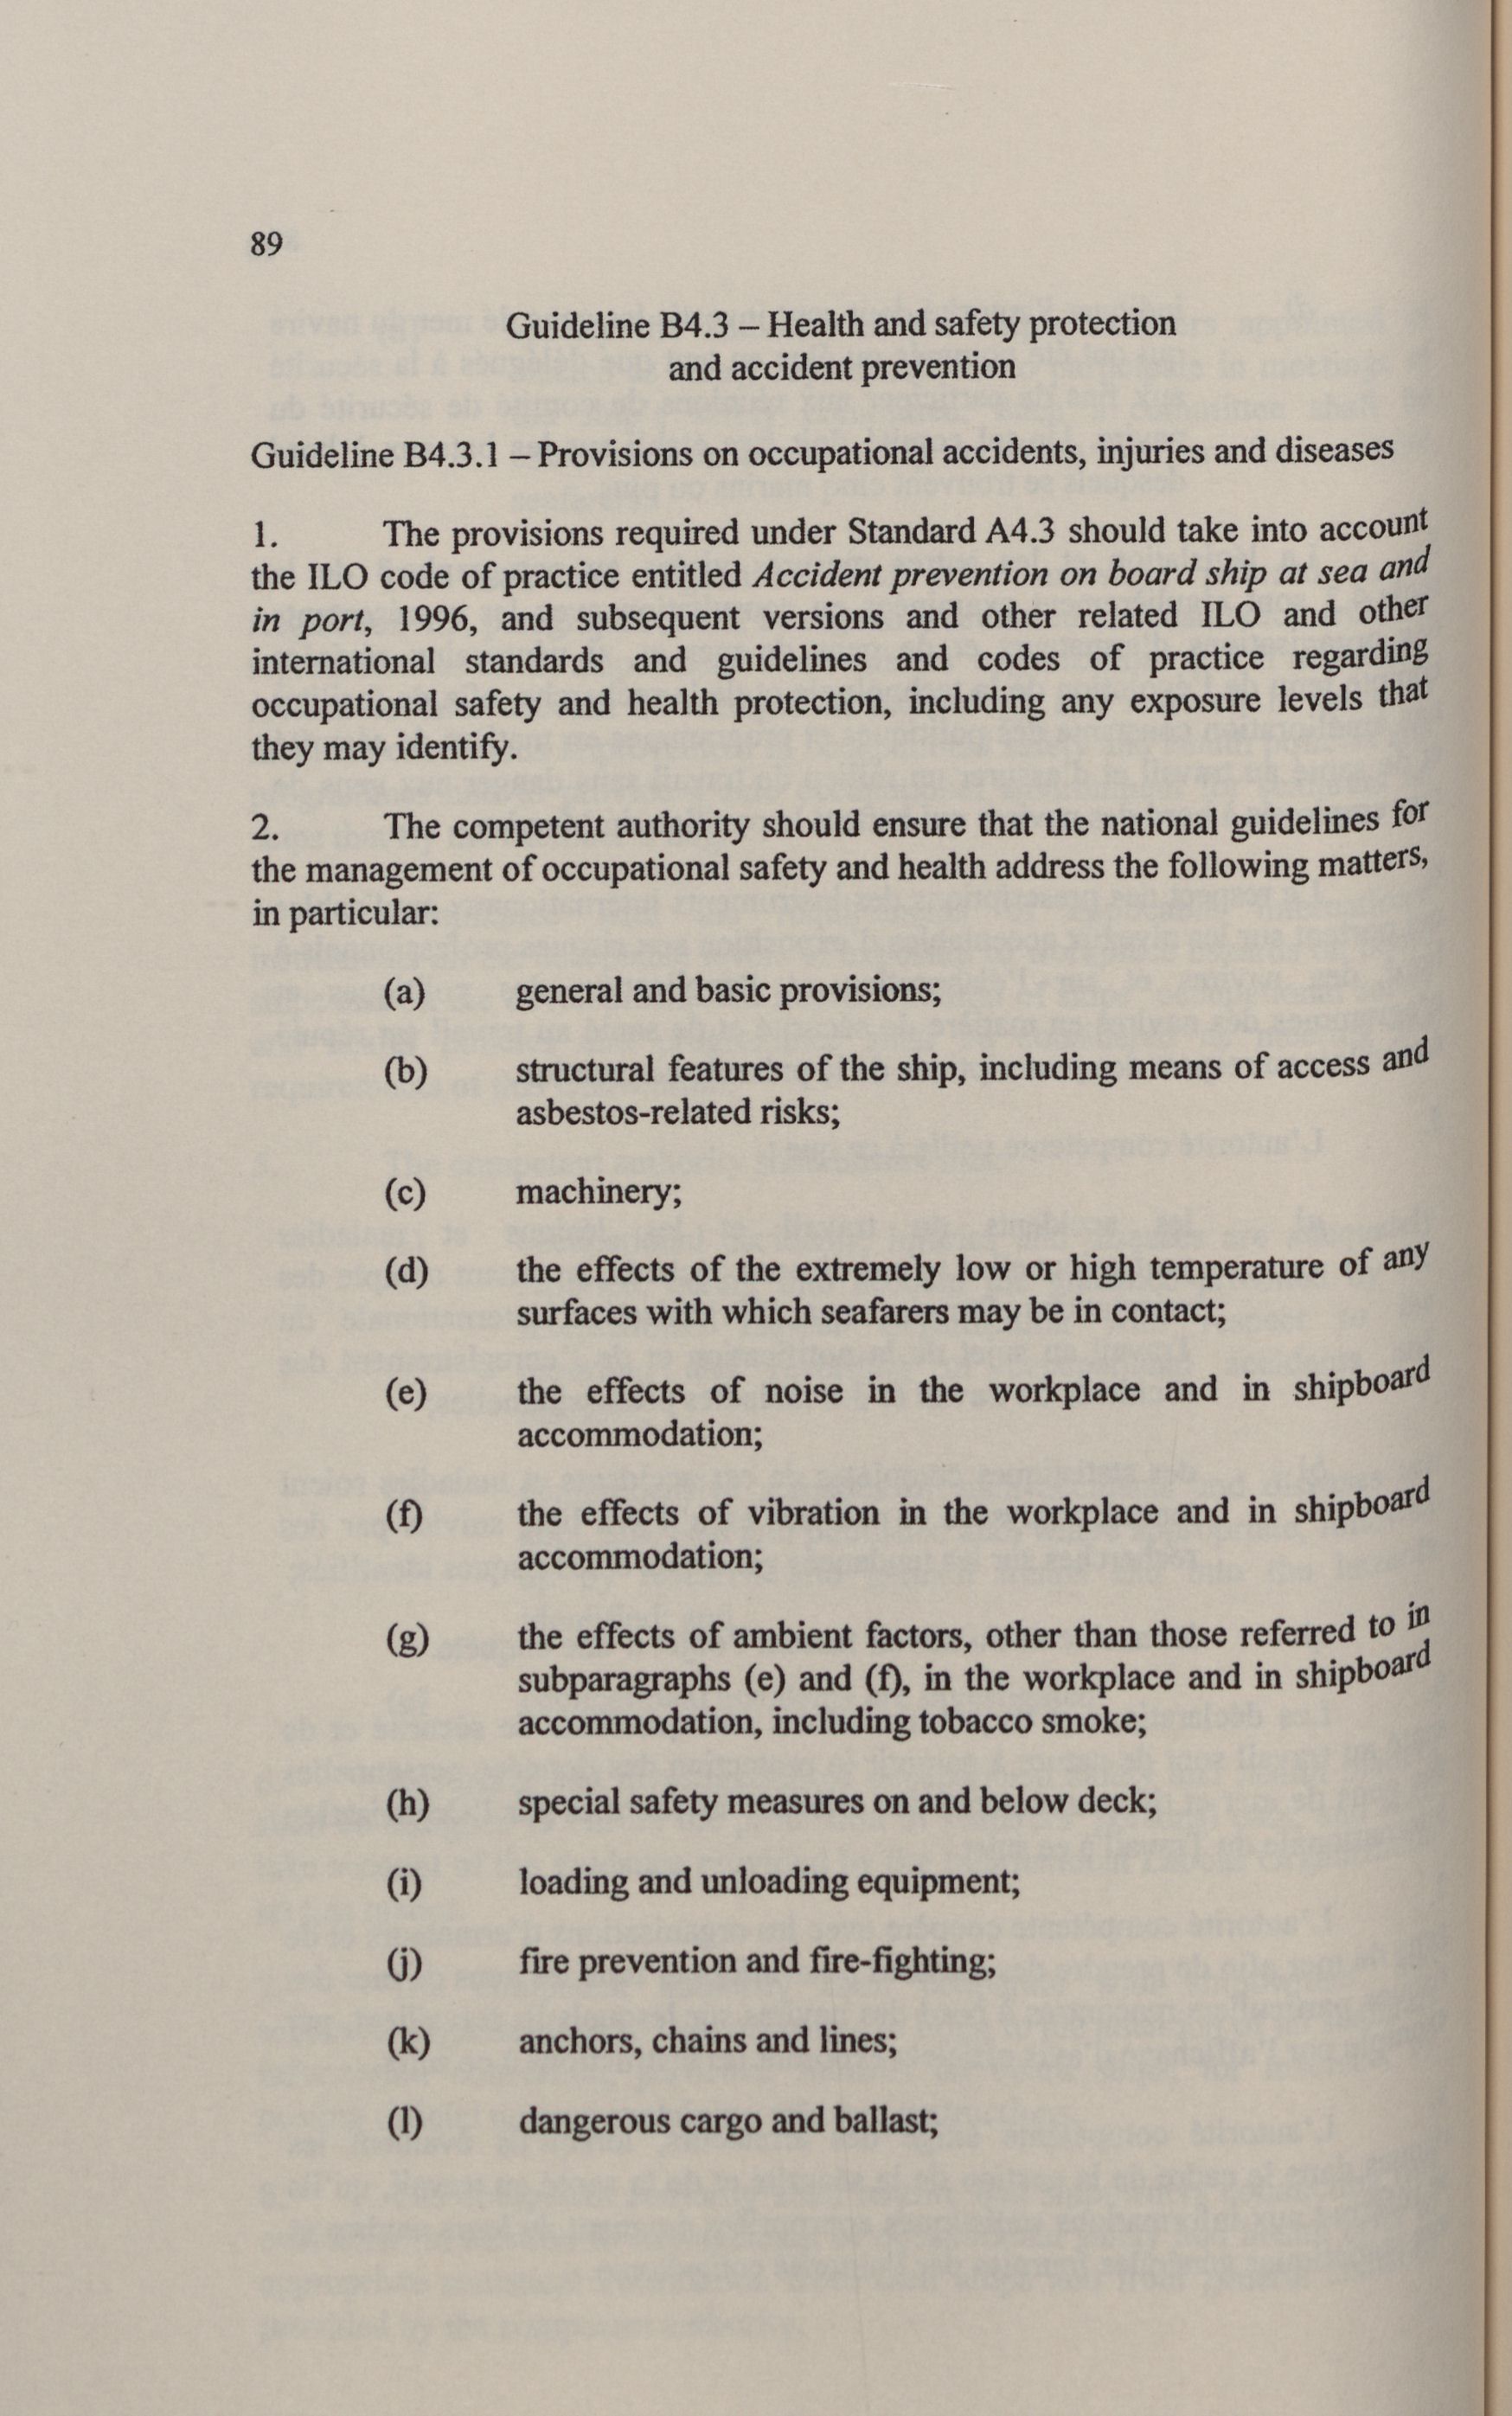 89
Guideline B4.3 – Health and safety protection
and accident prevention
Guideline B4.3.1 – Provisions on occupational accidents, injuries and diseases
1. The provisions required under Standard A4.3 should take into account
the ILO code of practice entitled Accident prevention on board ship at sea and
in port, 1996, and subsequent versions and other related ILO and other
international standards and guidelines and codes of practice regarding
occupational safety and health protection, including any exposure levels that
they may identify.
2. The competent authority should ensure that the national guidelines for
the management of occupational safety and health address the following matters,
in particular:
(a) general and basic provisions;
(b) structural features of the ship, including means of access and
asbestos-related risks;
(c) machinery;
(d) the effects of the extremely low or high temperature of any
surfaces with which seafarers may be in contact;
(e) the effects of noise in the workplace and in shipboard
accommodation;
(f) the effects of vibration in the workplace and in shipboard
accommodation;
(g) the effects of ambient factors, other than those referred to in
subparagraphs (e) and (f), in the workplace and in shipboard
accommodation, including tobacco smoke;
(h) special safety measures on and below deck;
(i) loading and unloading equipment;
(j) fire prevention and fire-fighting;
(k) anchors, chains and lines;
(l) dangerous cargo and ballast;